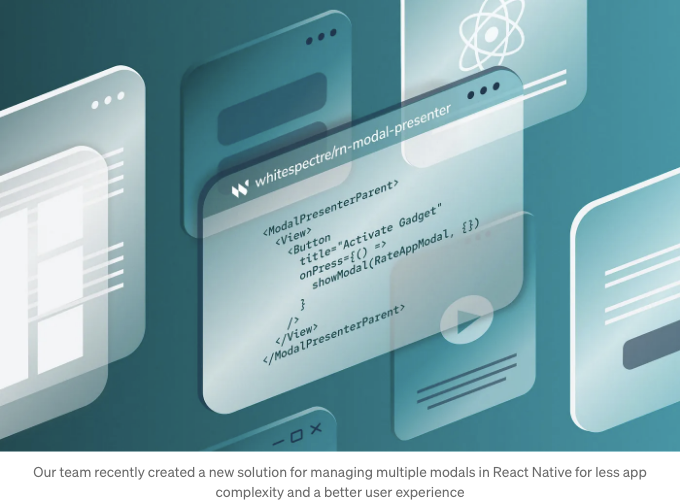 whitespectre/rn-modal-presenter
<ModalPresenterParent>
<View>
<Button
title="Activate Gadget"
onPress={() =>
showModal(RateAppModal, {})
}
/>
</View>
</ModalPresenterParent>
Our team recently created a new solution for managing multiple modals in React Native for less app
complexity and a better user experience